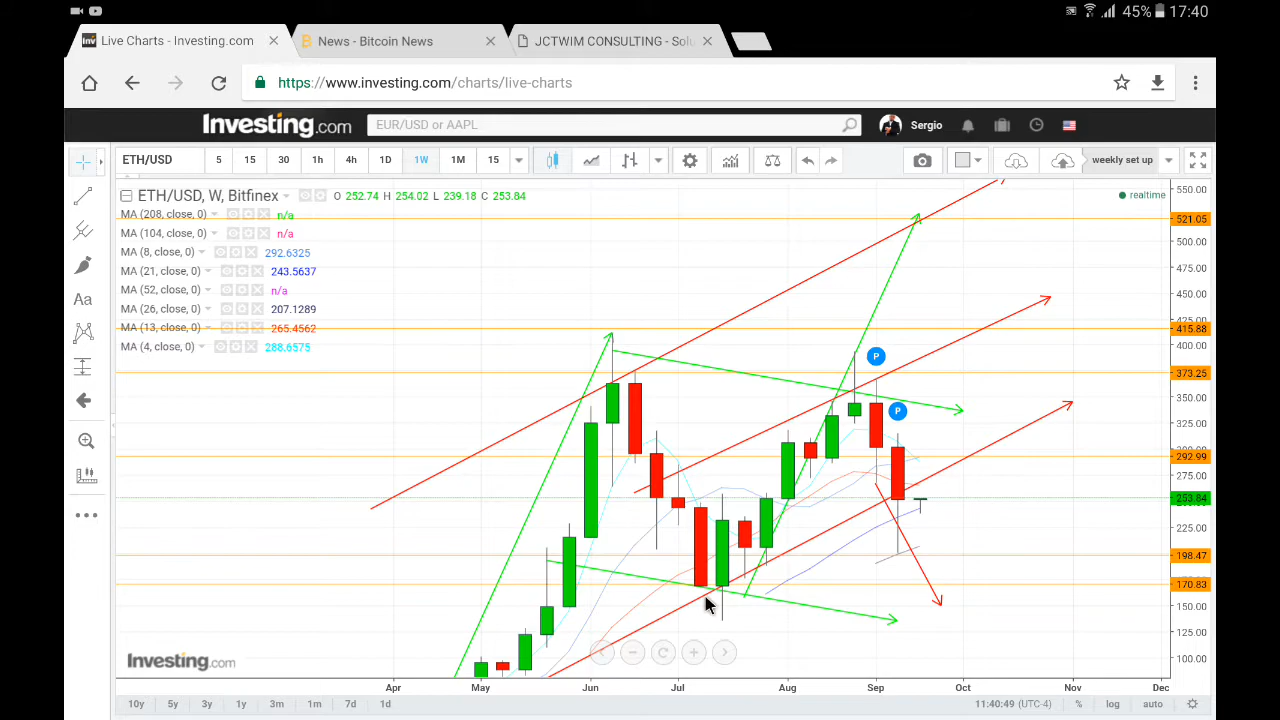 45% 17:40
Live Charts - Investing.com
News - Bitcoin News
JCTWIM CONSULTING - Solu
https://www.investing.com/charts/live-charts
Investing.com
EUR/USD or AAPL
Sergio
ETH/USD 5 15 30 1h 4h 1D 1W 1M 15
weekly set up
ETH/USD, W, Bitfinex O 252.74 H 254.02 L 239.18 C 253.84
realtime
MA (208, close, 0) n/a
MA (104, close, 0) n/a
MA (8, close, 0) 292.6325
MA (21, close, 0) 243.5637
MA (52, close, 0) n/a
MA (26, close, 0) 207.1289
MA (13, close, 0) 265.4562
MA (4, close, 0) 288.6575
Aa
P
P
550.00
521.05
500.00
475.00
450.00
415.88
400.00
373.25
350.00
325.00
292.99
275.00
253.84
225.00
198.47
170.83
150.00
125.00
100.00
Investing.com
Apr May Jun Jul Aug Sep Oct Nov Dec
10y 5y 3y 1y 3m 1m 7d 1d 11:40:49 (UTC-4) % log auto